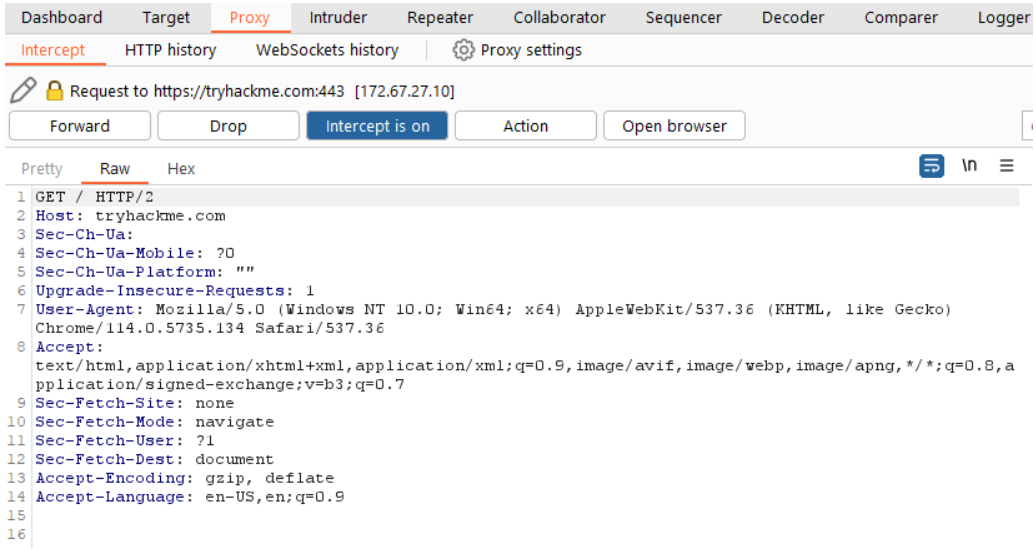 Dashboard Target Proxy Intruder Repeater Collaborator Sequencer Decoder Comparer Logger
Intercept HTTP history WebSockets history Proxy settings
Request to https://tryhackme.com:443 [172.67.27.10]
Forward Drop Intercept is on Action Open browser
Pretty Raw Hex \n
1 GET / HTTP/2
2 Host: tryhackme.com
3 Sec-Ch-Ua:
4 Sec-Ch-Ua-Mobile: ?0
5 Sec-Ch-Ua-Platform: ""
6 Upgrade-Insecure-Requests: 1
7 User-Agent: Mozilla/5.0 (Windows NT 10.0; Win64; x64) AppleWebKit/537.36 (KHTML, like Gecko)
Chrome/114.0.5735.134 Safari/537.36
8 Accept:
text/html,application/xhtml+xml,application/xml;q=0.9,image/avif,image/webp,image/apng,*/*;q=0.8,a
pplication/signed-exchange;v=b3;q=0.7
9 Sec-Fetch-Site: none
10 Sec-Fetch-Mode: navigate
11 Sec-Fetch-User: ?1
12 Sec-Fetch-Dest: document
13 Accept-Encoding: gzip, deflate
14 Accept-Language: en-US,en;q=0.9
15
16